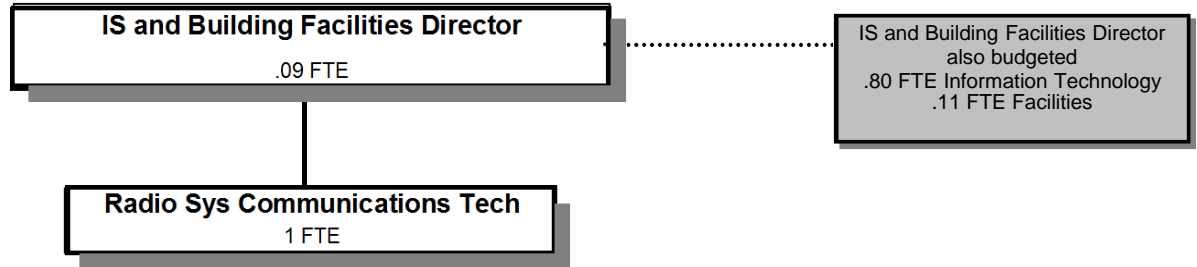 IS and Building Facilities Director
.09 FTE
IS and Building Facilities Director
also budgeted
.80 FTE Information Technology
.11 FTE Facilities
Radio Sys Communications Tech
1 FTE